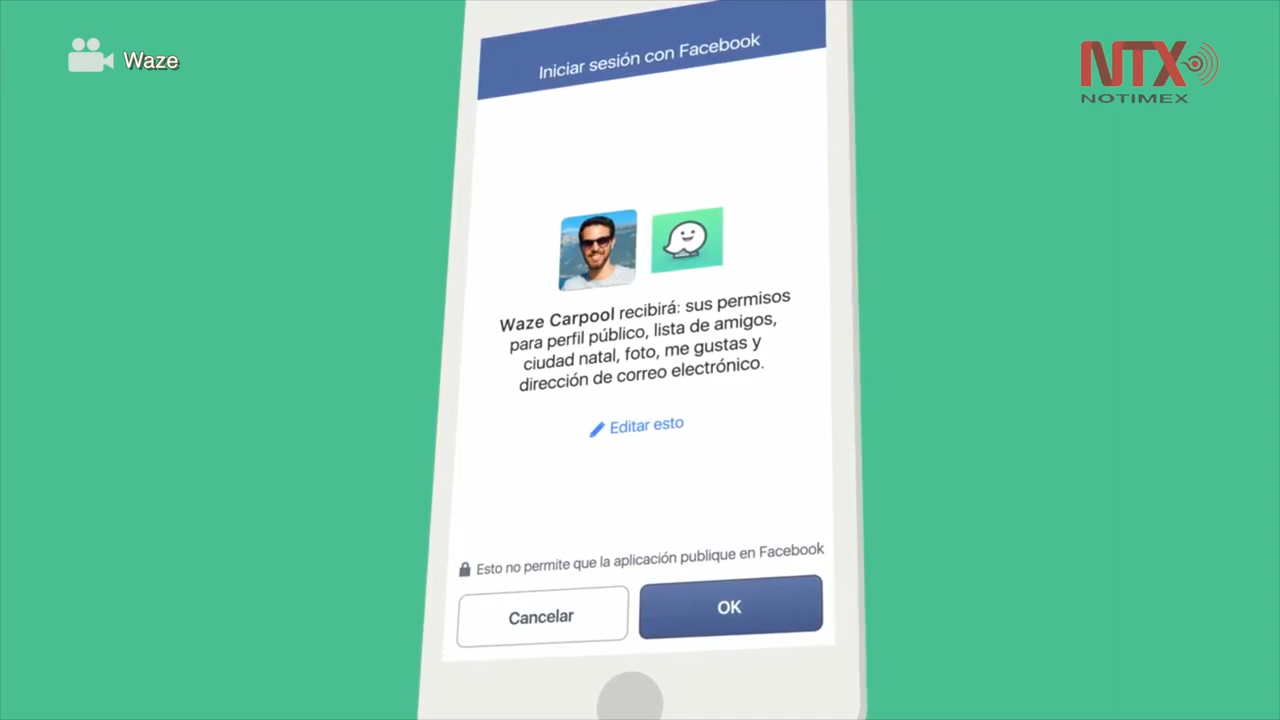 Waze
NTX
NOTIMEX
Iniciar sesión con Facebook
Waze Carpool recibirá: sus permisos
para perfil público, lista de amigos,
ciudad natal, foto, me gustas y
dirección de correo electrónico.
Editar esto
Esto no permite que la aplicación publique en Facebook
Cancelar
OK